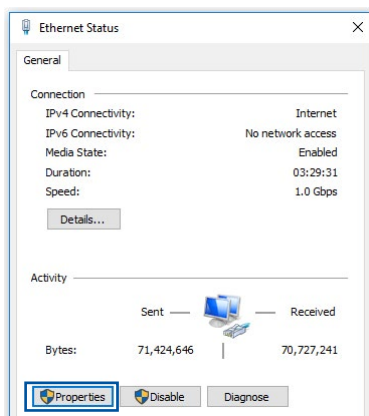 Ethernet Status
General
Connection
IPv4 Connectivity: Internet
IPv6 Connectivity: No network access
Media State: Enabled
Duration: 03:29:31
Speed: 1.0 Gbps
Details...
Activity
Sent Received
Bytes: 71,424,646 70,727,241
Properties Disable Diagnose